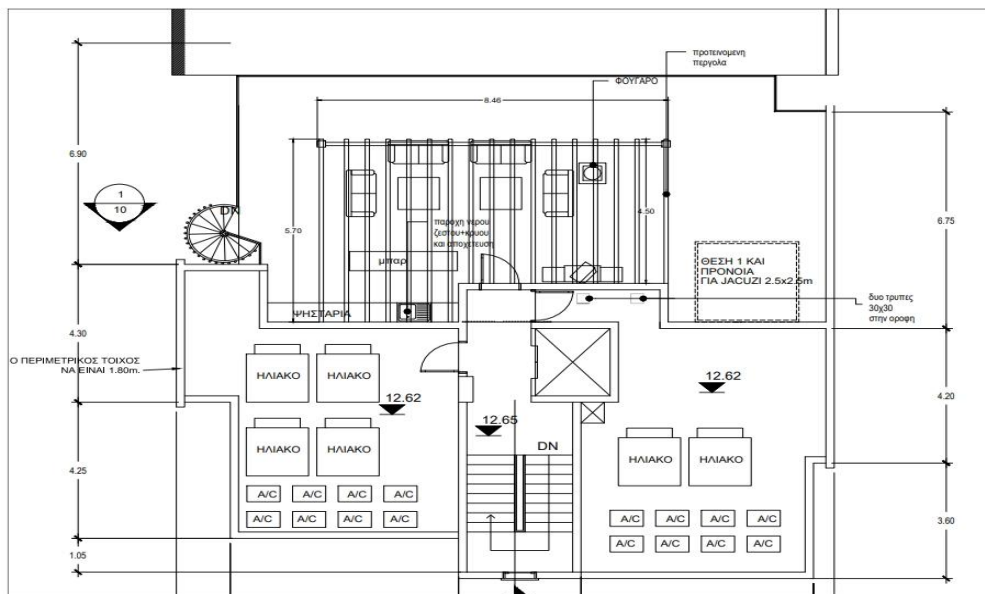 προτεινομενη
περγολα
ΦΟΥΓΑΡΟ
8.46
6.90
1
10
DN
5.70
4.50
παροχη νερου
ζεστου+κρυου
και αποχετευση
μπαρ
6.75
ΘΕΣΗ 1 ΚΑΙ
ΠΡΟΝΟΙΑ
ΓΙΑ JACUZI 2.5x2.5m
δυο τρυπες
30χ30
στην οροφη
ΨΗΣΤΑΡΙΑ
4.30
Ο ΠΕΡΙΜΕΤΡΙΚΟΣ ΤΟΙΧΟΣ
ΝΑ ΕΙΝΑΙ 1.80m.
ΗΛΙΑΚΟ ΗΛΙΑΚΟ
12.62
12.62
4.20
12.65
DN
4.25
ΗΛΙΑΚΟ ΗΛΙΑΚΟ
ΗΛΙΑΚΟ ΗΛΙΑΚΟ
A/C A/C A/C A/C
A/C A/C A/C A/C
A/C A/C A/C A/C
A/C A/C A/C A/C
3.60
1.05